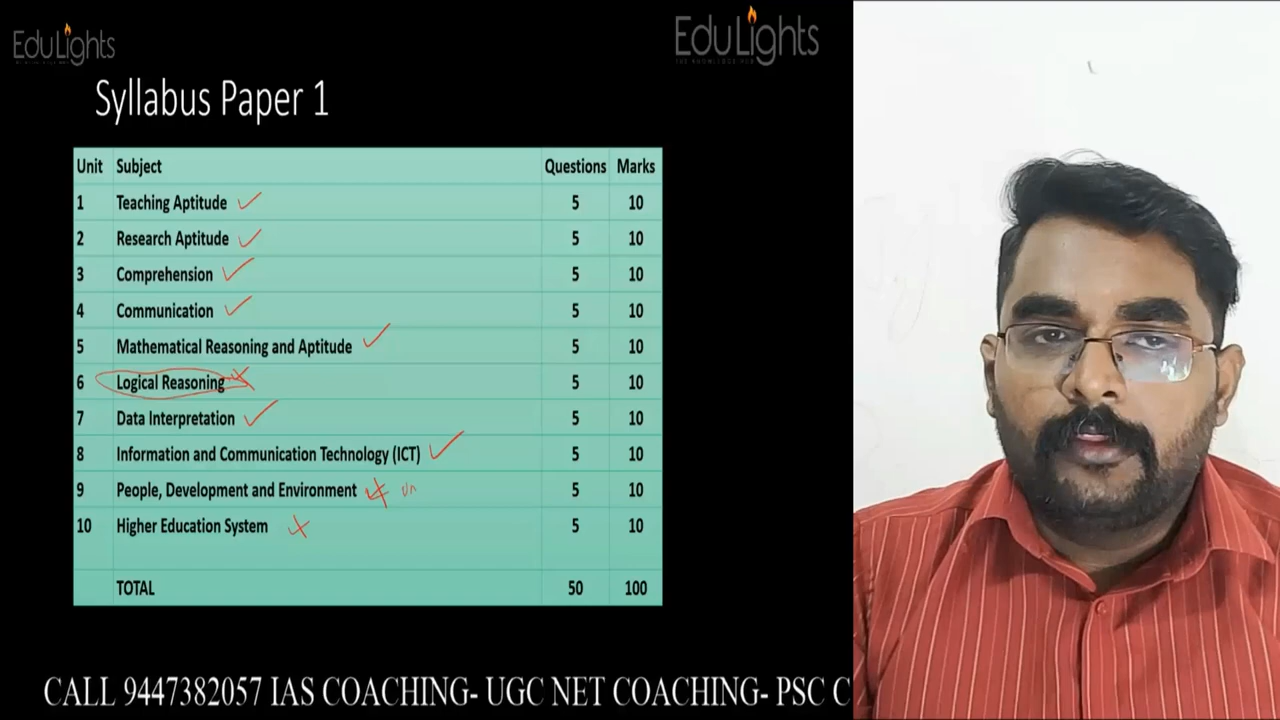 EduLights
EduLights
IAS KNOWLEDGE HUB
Syllabus Paper 1
Unit Subject Questions Marks
1 Teaching Aptitude 5 10
2 Research Aptitude 5 10
3 Comprehension 5 10
4 Communication 5 10
5 Mathematical Reasoning and Aptitude 5 10
6 Logical Reasoning 5 10
7 Data Interpretation 5 10
8 Information and Communication Technology (ICT) 5 10
9 People, Development and Environment 5 10
10 Higher Education System 5 10
TOTAL 50 100
CALL 9447382057 IAS COACHING- UGC NET COACHING- PSC C